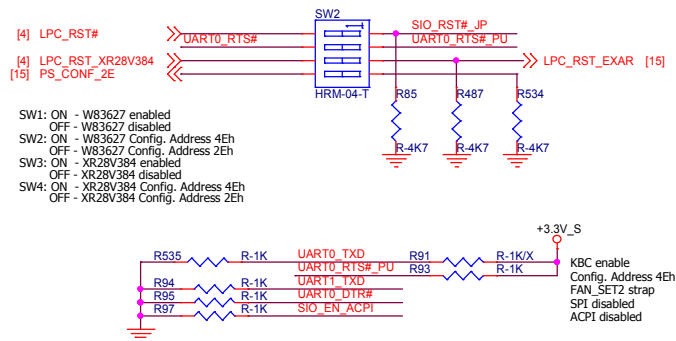 SW2
[4] LPC_RST#
SIO_RST#_JP
UART0_RTS#
UART0_RTS#_PU
[4] LPC_RST_XR28V384
LPC_RST_EXAR [15]
[15] PS_CONF_2E
HRM-04-T
R85
R487
R534
R-4K7
R-4K7
R-4K7
SW1: ON - W83627 enabled
OFF - W83627 disabled
SW2: ON - W83627 Config. Address 4Eh
OFF - W83627 Config. Address 2Eh
SW3: ON - XR28V384 enabled
OFF - XR28V384 disabled
SW4: ON - XR28V384 Config. Address 4Eh
OFF - XR28V384 Config. Address 2Eh
+3.3V_S
R535 R-1K UART0_TXD R91 R-1K/X KBC enable
UART0_RTS#_PU R93 R-1K Config. Address 4Eh
R94 R-1K UART1_TXD FAN_SET2 strap
R95 R-1K UART0_DTR# SPI disabled
R97 R-1K SIO_EN_ACPI ACPI disabled